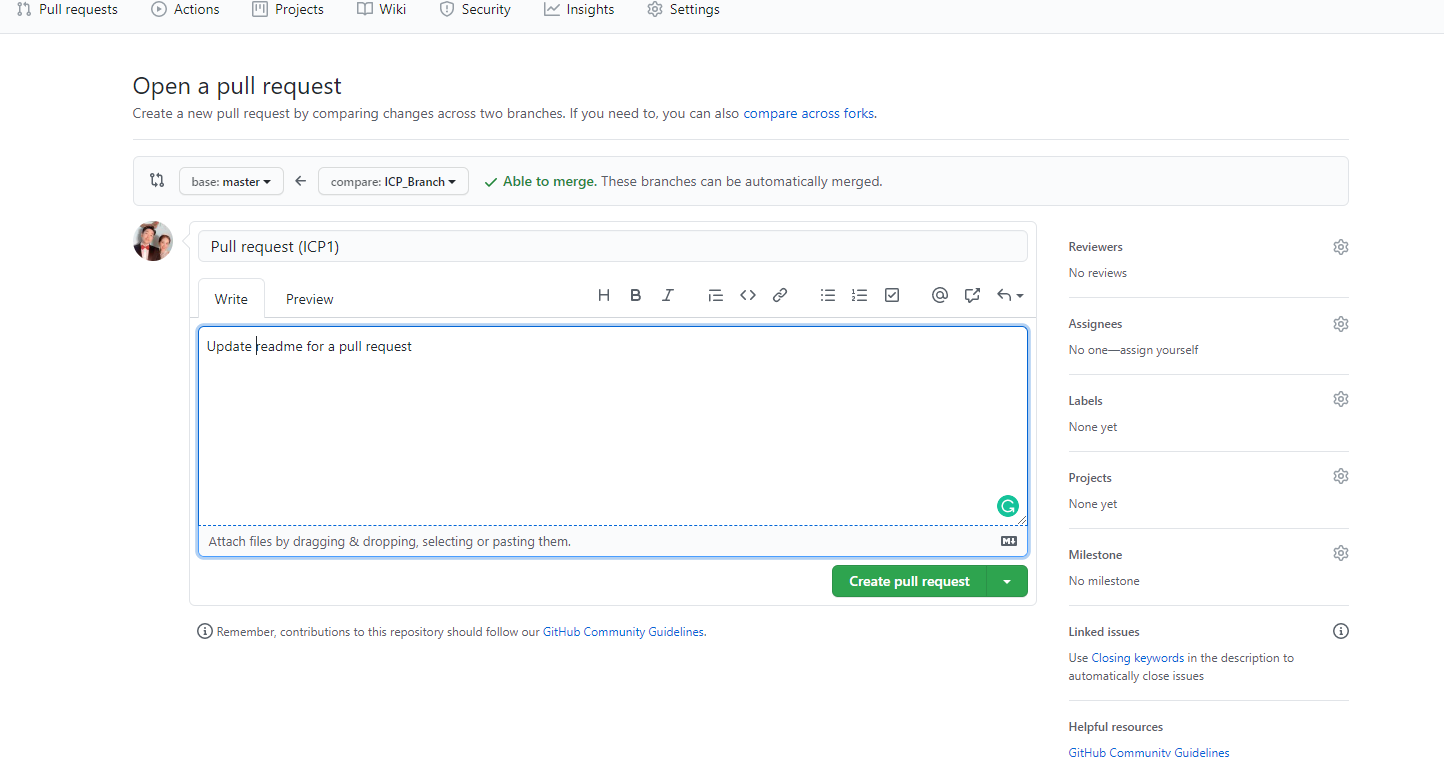 Pull requests Actions Projects Wiki Security Insights Settings
Open a pull request
Create a new pull request by comparing changes across two branches. If you need to, you can also compare across forks.
base: master compare: ICP_Branch Able to merge. These branches can be automatically merged.
Pull request (ICP1)
Write Preview
Update readme for a pull request
Attach files by dragging & dropping, selecting or pasting them.
Create pull request
Remember, contributions to this repository should follow our GitHub Community Guidelines.
Reviewers
No reviews
Assignees
No one—assign yourself
Labels
None yet
Projects
None yet
Milestone
No milestone
Linked issues
Use Closing keywords in the description to
automatically close issues
Helpful resources
GitHub Community Guidelines